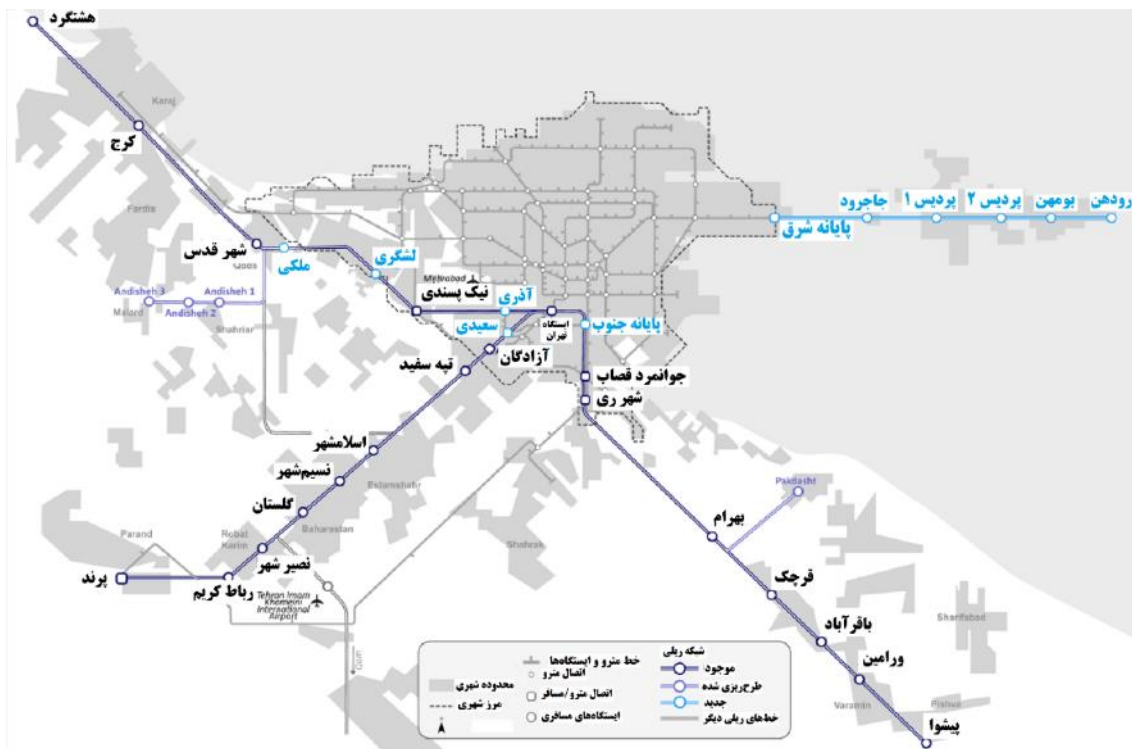 هشتگرد
Karaj
کرج
Fardis
شهر قدس
Qods
ملکی
لشگری
Mehrabad
نیک پسندی
آذری
سعیدی
ایستگاه
تهران
پایانه جنوب
پایانه شرق
جاجرود
پردیس ۱
پردیس ۲
بومهن
رودهن
Andisheh 3
Andisheh 2
Andisheh 1
Malard
Shahriar
آزادگان
تپه سفید
جوانمرد قصاب
شهر ری
اسلامشهر
نسیم‌شهر
Eslamshahr
گلستان
Baharestan
Parand
Robat
Karim
نصیر شهر
پرند
رباط کریم
Tehran Imam
Khomeini
International
Airport
Qom
Shahrak
Pakdasht
بهرام
قرچک
باقرآباد
ورامین
Sharifabad
Varamin
Pishva
پیشوا
شبکه ریلی
موجود
طرح‌ریزی شده
جدید
خط‌های ریلی دیگر
خط مترو و ایستگاه‌ها
اتصال مترو
اتصال مترو/مسافر
ایستگاه‌های مسافری
محدوده شهری
مرز شهری